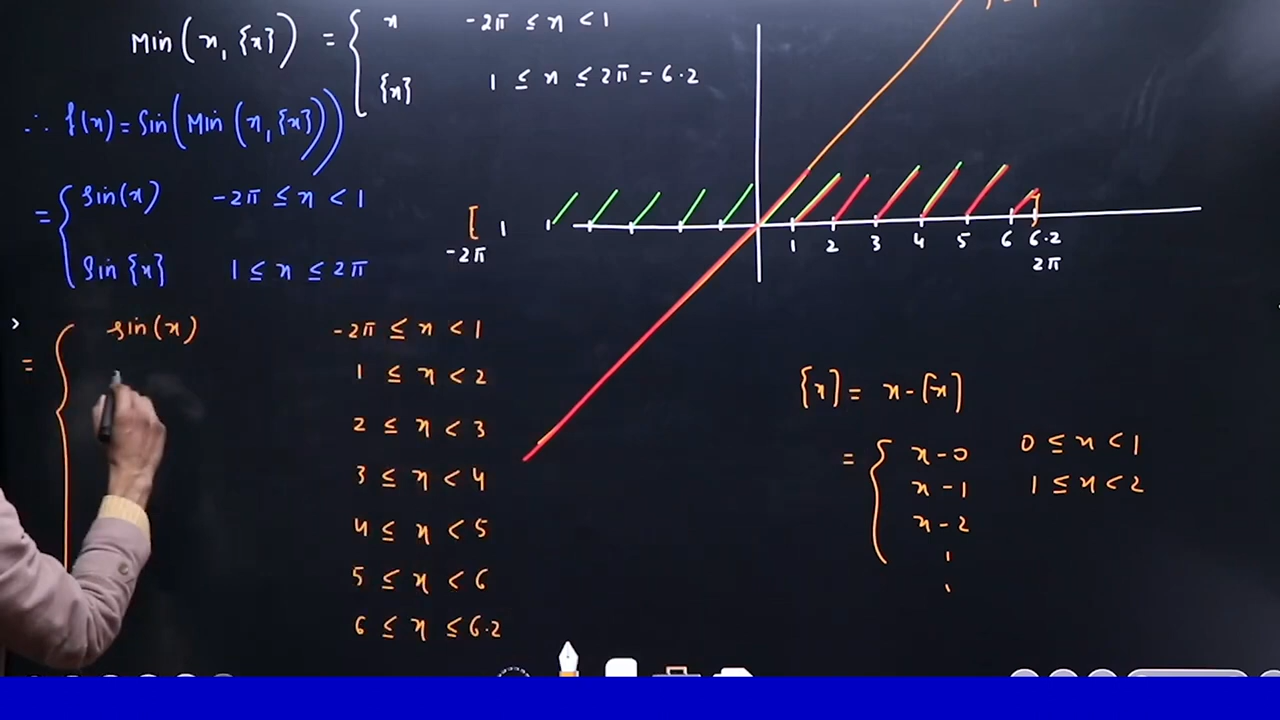 Min(x, {x}) = { x    -2π ≤ x < 1
{x}    1 ≤ x ≤ 2π = 6.2
∴ f(x) = Sin(Min(x, {x}))
= { Sin(x)    -2π ≤ x < 1
Sin {x}    1 ≤ x ≤ 2π
= { Sin(x)    -2π ≤ x < 1
1 ≤ x < 2
2 ≤ x < 3
3 ≤ x < 4
4 ≤ x < 5
5 ≤ x < 6
6 ≤ x ≤ 6.2
-2π
1 2 3 4 5 6 6.2
2π
{x} = x-[x]
= { x-0    0 ≤ x < 1
x-1    1 ≤ x < 2
x-2